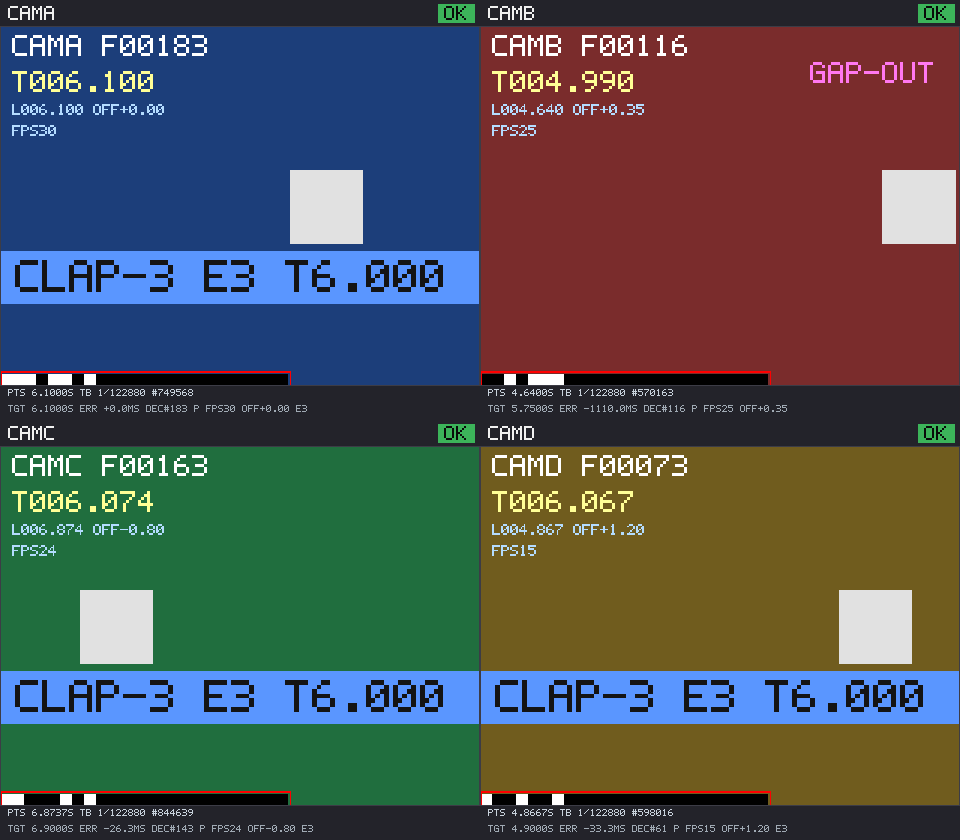 CAMA OK
CAMA F00183
T006.100
L006.100 OFF+0.00
FPS30
CLAP-3 E3 T6.000
PTS 6.1000S TB 1/122880 #749568
TGT 6.1000S ERR +0.0MS DEC#183 P FPS30 OFF+0.00 E3
CAMB OK
CAMB F00116
GAP-OUT
T004.990
L004.640 OFF+0.35
FPS25
PTS 4.6400S TB 1/122880 #570163
TGT 5.7500S ERR -1110.0MS DEC#116 P FPS25 OFF+0.35
CAMC OK
CAMC F00163
T006.074
L006.874 OFF-0.80
FPS24
CLAP-3 E3 T6.000
PTS 6.8737S TB 1/122880 #844639
TGT 6.9000S ERR -26.3MS DEC#143 P FPS24 OFF-0.80 E3
CAMD OK
CAMD F00073
T006.067
L004.867 OFF+1.20
FPS15
CLAP-3 E3 T6.000
PTS 4.8667S TB 1/122880 #598016
TGT 4.9000S ERR -33.3MS DEC#61 P FPS15 OFF+1.20 E3